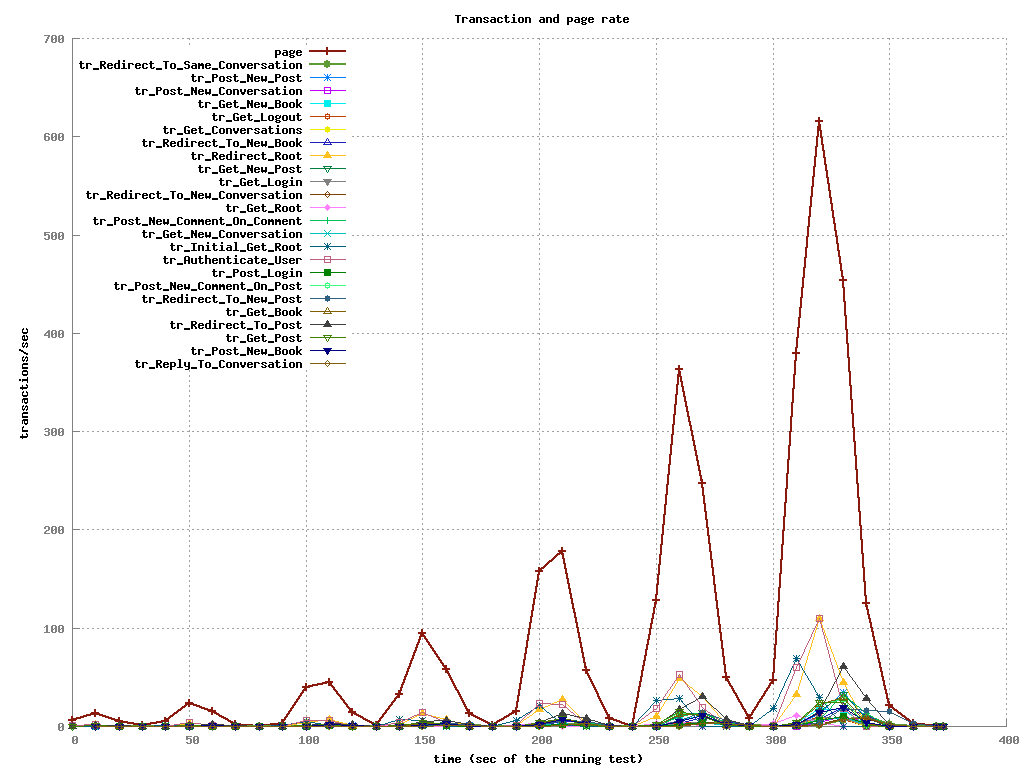 Transaction and page rate
700
600
500
400
300
200
100
0
transactions/sec
page
tr_Redirect_To_Same_Conversation
tr_Post_New_Post
tr_Post_New_Conversation
tr_Get_New_Book
tr_Get_Logout
tr_Get_Conversations
tr_Redirect_To_New_Book
tr_Redirect_Root
tr_Get_New_Post
tr_Get_Login
tr_Redirect_To_New_Conversation
tr_Get_Root
tr_Post_New_Comment_On_Comment
tr_Get_New_Conversation
tr_Initial_Get_Root
tr_Authenticate_User
tr_Post_Login
tr_Post_New_Comment_On_Post
tr_Redirect_To_New_Post
tr_Get_Book
tr_Redirect_To_Post
tr_Get_Post
tr_Post_New_Book
tr_Reply_To_Conversation
0 50 100 150 200 250 300 350 400
time (sec of the running test)